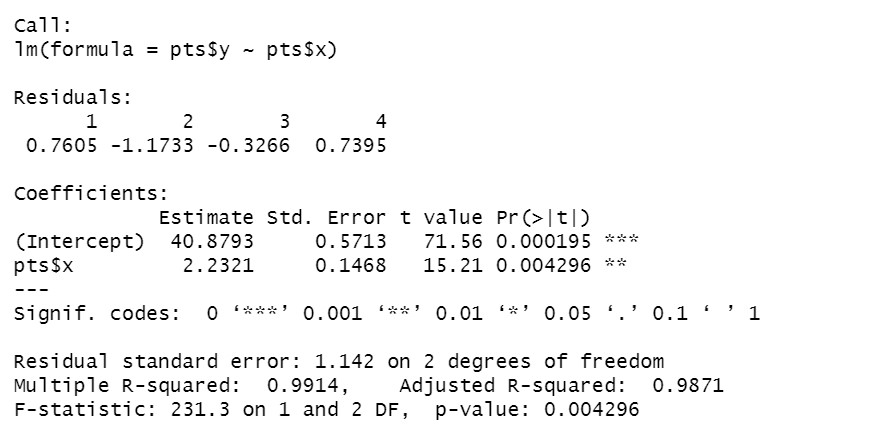 Call:
lm(formula = pts$y ~ pts$x)
Residuals:
1 2 3 4
0.7605 -1.1733 -0.3266 0.7395
Coefficients:
Estimate Std. Error t value Pr(>|t|)
(Intercept) 40.8793 0.5713 71.56 0.000195 ***
pts$x 2.2321 0.1468 15.21 0.004296 **
---
Signif. codes: 0 ‘***’ 0.001 ‘**’ 0.01 ‘*’ 0.05 ‘.’ 0.1 ‘ ’ 1
Residual standard error: 1.142 on 2 degrees of freedom
Multiple R-squared: 0.9914, Adjusted R-squared: 0.9871
F-statistic: 231.3 on 1 and 2 DF, p-value: 0.004296